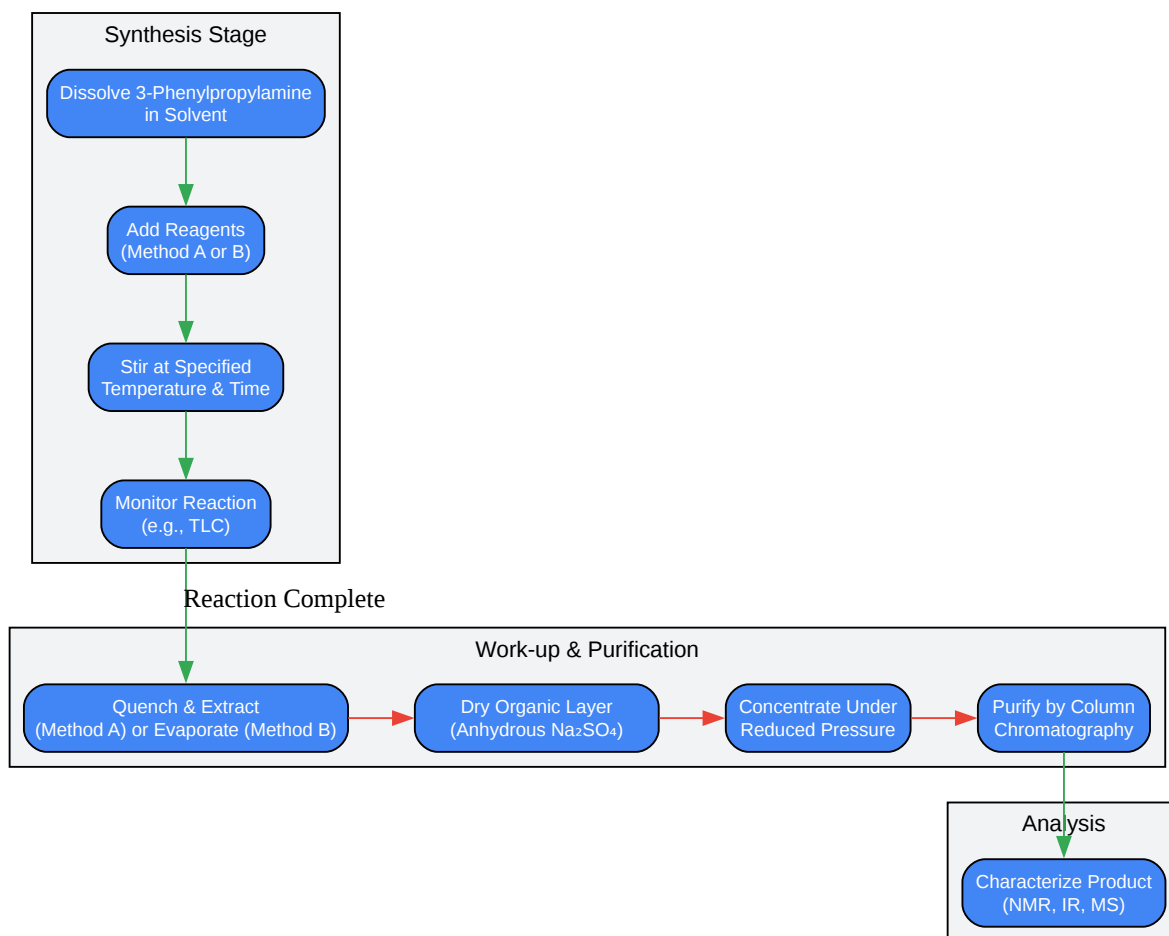 Synthesis Stage
Dissolve 3-Phenylpropylamine
in Solvent
Add Reagents
(Method A or B)
Stir at Specified
Temperature & Time
Monitor Reaction
(e.g., TLC)
Reaction Complete
Work-up & Purification
Quench & Extract
(Method A) or Evaporate (Method B)
Dry Organic Layer
(Anhydrous Na₂SO₄)
Concentrate Under
Reduced Pressure
Purify by Column
Chromatography
Analysis
Characterize Product
(NMR, IR, MS)